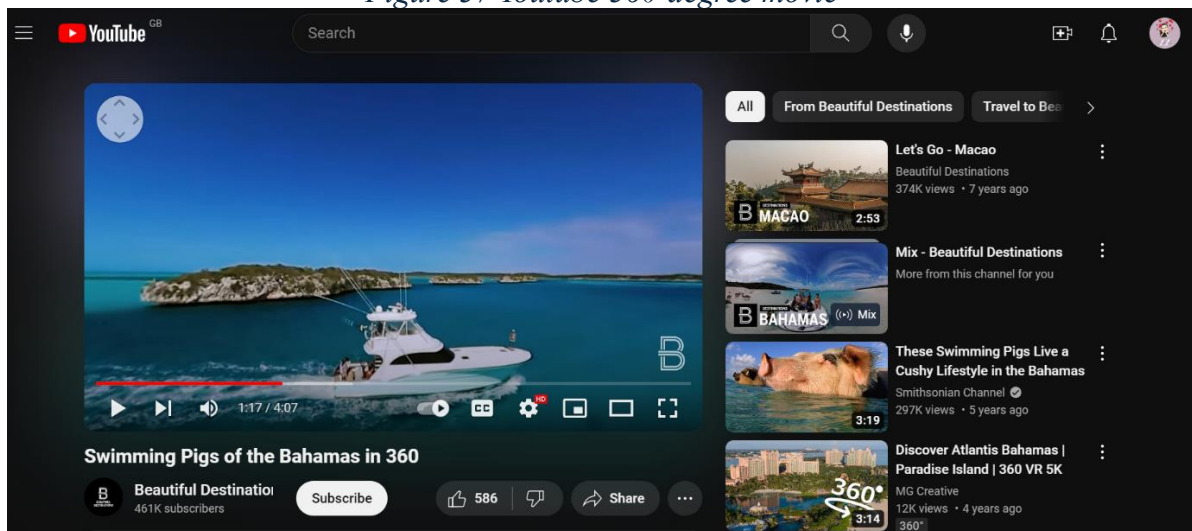 Figure 37 Youtube 360-degree movie
YouTube GB
Search
All
From Beautiful Destinations
Travel to Bea
Let's Go - Macao
Beautiful Destinations
374K views • 7 years ago
B MACAO
2:53
Mix - Beautiful Destinations
More from this channel for you
B BAHAMAS
Mix
These Swimming Pigs Live a
Cushy Lifestyle in the Bahamas
Smithsonian Channel
297K views • 5 years ago
3:19
Discover Atlantis Bahamas |
Paradise Island | 360 VR 5K
MG Creative
12K views • 4 years ago
360°
360°
3:14
B
1:17 / 4:07
CC
HD
Swimming Pigs of the Bahamas in 360
B
Beautiful Destination
461K subscribers
Subscribe
586
Share